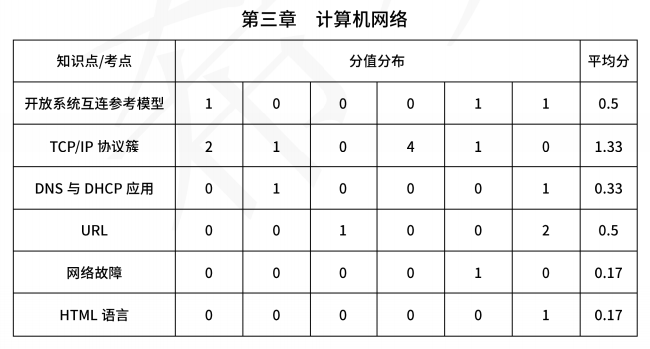 第三章 计算机网络
知识点/考点 分值分布 平均分
开放系统互连参考模型 1 0 0 0 1 1 0.5
TCP/IP 协议簇 2 1 0 4 1 0 1.33
DNS 与 DHCP 应用 0 1 0 0 0 1 0.33
URL 0 0 1 0 0 2 0.5
网络故障 0 0 0 0 1 0 0.17
HTML 语言 0 0 0 0 0 1 0.17